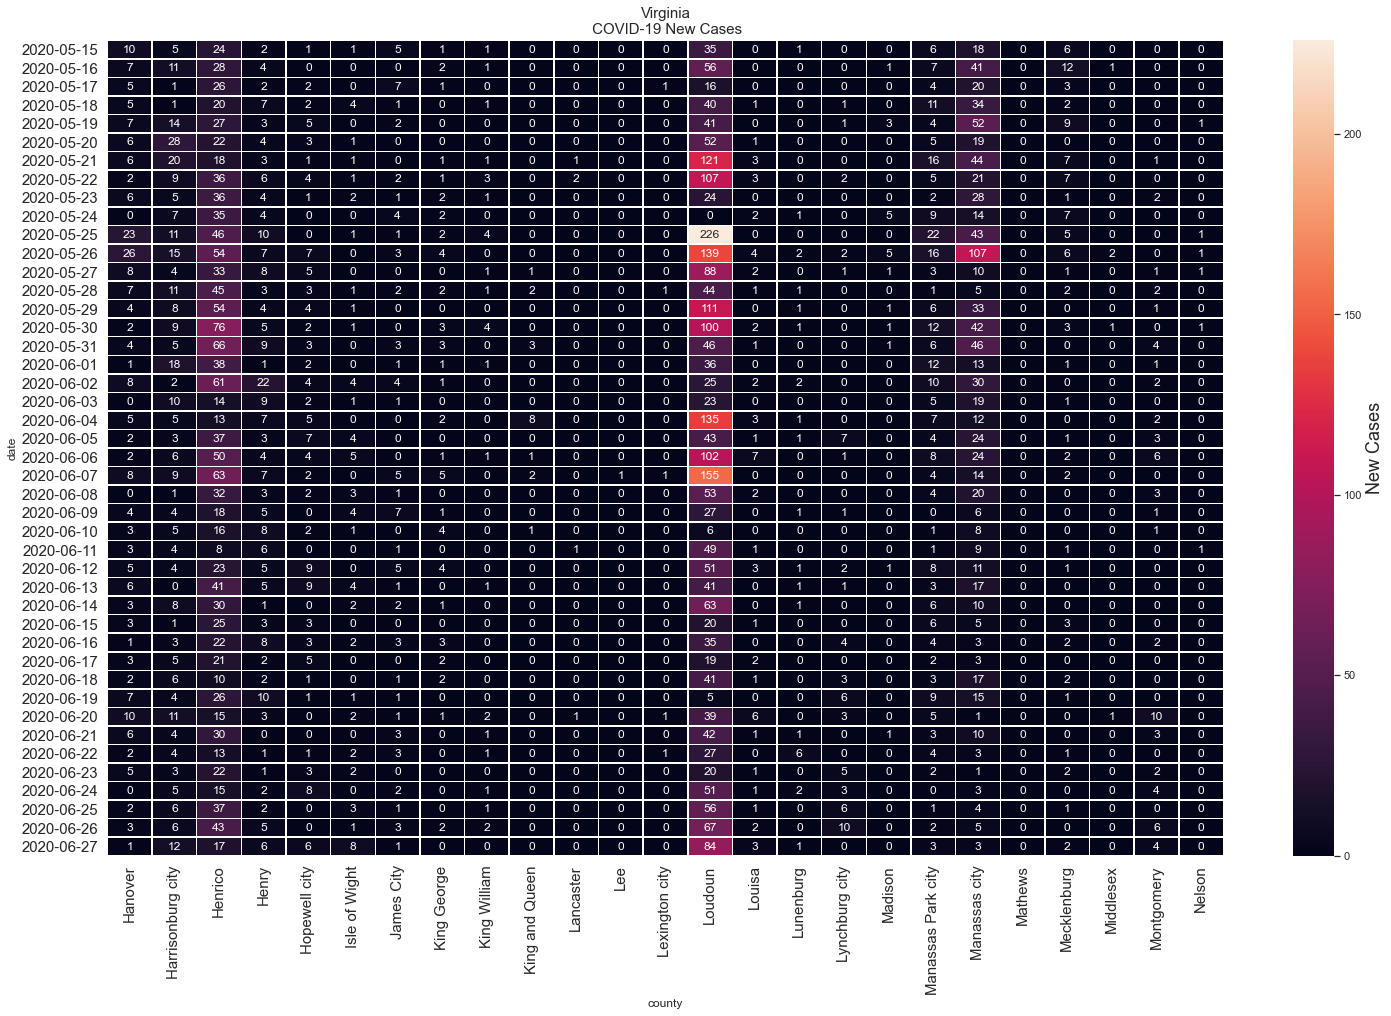 Virginia
COVID-19 New Cases
2020-05-15 10 5 24 2 1 1 5 1 1 0 0 0 0 35 0 1 0 0 6 18 0 6 0 0 0
2020-05-16 7 11 28 4 0 0 0 2 1 0 0 0 0 56 0 0 0 1 7 41 0 12 1 0 0
2020-05-17 5 1 26 2 2 0 7 1 0 0 0 0 1 16 0 0 0 0 4 20 0 3 0 0 0
2020-05-18 5 1 20 7 2 4 1 0 1 0 0 0 0 40 1 0 1 0 11 34 0 2 0 0 0
2020-05-19 7 14 27 3 5 0 2 0 0 0 0 0 0 41 0 0 1 3 4 52 0 9 0 0 1
2020-05-20 6 28 22 4 3 1 0 0 0 0 0 0 0 52 1 0 0 0 5 19 0 0 0 0 0
2020-05-21 6 20 18 3 1 1 0 1 1 0 1 0 0 121 3 0 0 0 16 44 0 7 0 1 0
2020-05-22 2 9 36 6 4 1 2 1 3 0 2 0 0 107 3 0 2 0 5 21 0 7 0 0 0
2020-05-23 6 5 36 4 1 2 1 2 1 0 0 0 0 24 0 0 0 0 2 28 0 1 0 2 0
2020-05-24 0 7 35 4 0 0 4 2 0 0 0 0 0 0 2 1 0 5 9 14 0 7 0 0 0
2020-05-25 23 11 46 10 0 1 1 2 4 0 0 0 0 226 0 0 0 0 22 43 0 5 0 0 1
2020-05-26 26 15 54 7 7 0 3 4 0 0 0 0 0 139 4 2 2 5 16 107 0 6 2 0 1
2020-05-27 8 4 33 8 5 0 0 0 1 1 0 0 0 88 2 0 1 1 3 10 0 1 0 1 1
2020-05-28 7 11 45 3 3 1 2 2 1 2 0 0 1 44 1 1 0 0 1 5 0 2 0 2 0
2020-05-29 4 8 54 4 4 1 0 0 0 0 0 0 0 111 0 1 0 1 6 33 0 0 0 1 0
2020-05-30 2 9 76 5 2 1 0 3 4 0 0 0 0 100 2 1 0 1 12 42 0 3 1 0 1
2020-05-31 4 5 66 9 3 0 3 3 0 3 0 0 0 46 1 0 0 1 6 46 0 0 0 4 0
2020-06-01 1 18 38 1 2 0 1 1 1 0 0 0 0 36 0 0 0 0 12 13 0 1 0 1 0
2020-06-02 8 2 61 22 4 4 4 1 0 0 0 0 0 25 2 2 0 0 10 30 0 0 0 2 0
2020-06-03 0 10 14 9 2 1 1 0 0 0 0 0 0 23 0 0 0 0 5 19 0 0 0 0 0
2020-06-04 5 5 13 7 5 0 0 2 0 8 0 0 0 135 3 1 0 0 7 12 0 0 0 2 0
2020-06-05 2 3 37 3 7 4 0 0 0 0 0 0 0 43 1 1 7 0 4 24 0 1 0 3 0
2020-06-06 2 6 50 4 4 5 0 1 1 1 0 0 0 102 7 0 1 0 8 24 0 2 0 6 0
2020-06-07 8 9 63 7 2 0 5 5 0 2 0 1 1 155 0 0 0 0 4 14 0 2 0 0 0
2020-06-08 0 1 32 3 2 3 1 0 0 0 0 0 0 53 2 0 0 0 4 20 0 0 0 3 0
2020-06-09 4 4 18 5 0 4 7 1 0 0 0 0 0 27 0 1 1 0 0 6 0 0 0 1 0
2020-06-10 3 5 16 8 2 1 0 4 0 1 0 0 0 6 0 0 0 0 1 8 0 0 0 1 0
2020-06-11 3 4 8 6 0 0 1 0 0 0 1 0 0 49 1 0 0 0 1 9 0 1 0 0 1
2020-06-12 5 4 23 5 9 0 5 4 0 0 0 0 0 51 3 1 2 1 8 11 0 1 0 0 0
2020-06-13 6 0 41 5 9 4 1 0 1 0 0 0 0 41 0 1 1 0 3 17 0 0 0 0 0
2020-06-14 3 8 30 1 0 2 2 1 0 0 0 0 0 63 0 1 0 0 6 10 0 0 0 0 0
2020-06-15 3 1 25 3 3 0 0 0 0 0 0 0 0 20 1 0 0 0 6 5 0 3 0 0 0
2020-06-16 1 3 22 8 3 2 3 3 0 0 0 0 0 35 0 0 4 0 4 3 0 2 0 2 0
2020-06-17 3 5 21 2 5 0 0 2 0 0 0 0 0 19 2 0 0 0 2 3 0 0 0 0 0
2020-06-18 2 6 10 2 1 0 1 2 0 0 0 0 0 41 1 0 3 0 3 17 0 2 0 0 0
2020-06-19 7 4 26 10 1 1 1 0 0 0 0 0 0 5 0 0 6 0 9 15 0 1 0 0 0
2020-06-20 10 11 15 3 0 2 1 1 2 0 1 0 1 39 6 0 3 0 5 1 0 0 1 10 0
2020-06-21 6 4 30 0 0 0 3 0 1 0 0 0 0 42 1 1 0 1 3 10 0 0 0 3 0
2020-06-22 2 4 13 1 1 2 3 0 1 0 0 0 1 27 0 6 0 0 4 3 0 1 0 0 0
2020-06-23 5 3 22 1 3 2 0 0 0 0 0 0 0 20 1 0 5 0 2 1 0 2 0 2 0
2020-06-24 0 5 15 2 8 0 2 0 1 0 0 0 0 51 1 2 3 0 0 3 0 0 0 4 0
2020-06-25 2 6 37 2 0 3 1 0 1 0 0 0 0 56 1 0 6 0 1 4 0 1 0 0 0
2020-06-26 3 6 43 5 0 1 3 2 2 0 0 0 0 67 2 0 10 0 2 5 0 0 0 6 0
2020-06-27 1 12 17 6 6 8 1 0 0 0 0 0 0 84 3 1 0 0 3 3 0 2 0 4 0
date
Hanover
Harrisonburg city
Henrico
Henry
Hopewell city
Isle of Wight
James City
King George
King William
King and Queen
Lancaster
Lee
Lexington city
Loudoun
Louisa
Lunenburg
Lynchburg city
Madison
Manassas Park city
Manassas city
Mathews
Mecklenburg
Middlesex
Montgomery
Nelson
county
200
150
100
50
0
New Cases